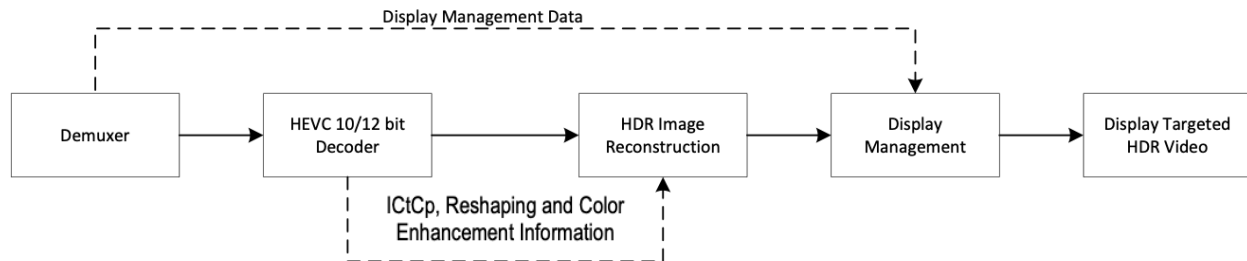 Display Management Data
Demuxer
HEVC 10/12 bit
Decoder
HDR Image
Reconstruction
Display
Management
Display Targeted
HDR Video
ICtCp, Reshaping and Color
Enhancement Information